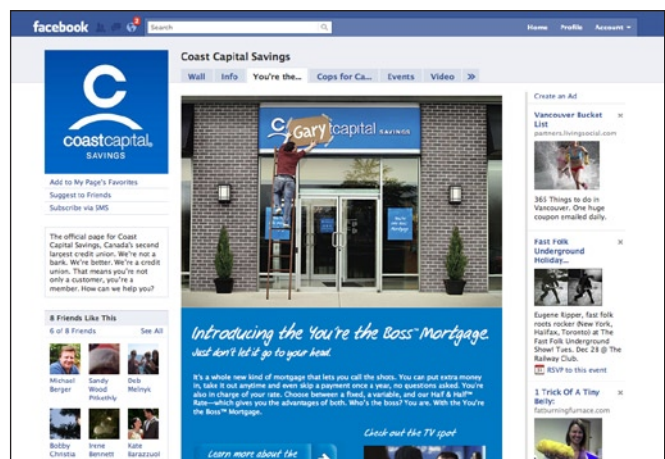 facebook
2
Search
Home Profile Account
coastcapital
SAVINGS
Add to My Page's Favorites
Suggest to Friends
Subscribe via SMS
The official page for Coast
Capital Savings, Canada's second
largest credit union. We're not a
bank. We're better. We're a credit
union. That means you're not
only a customer, you're a
member. How can we help you?
8 Friends Like This
6 of 8 Friends See All
Michael
Berger
Sandy
Wood
Pitkethly
Deb
Melnyk
Bobby
Christia
Irene
Bennett
Kate
Barazzuol
Coast Capital Savings
Wall Info You're the... Cops for Ca... Events Video »
Gary capital SAVINGS
Introducing the You're the Boss™ Mortgage.
Just don't let it go to your head.
It's a whole new kind of mortgage that lets you call the shots. You can put extra money
in, take it out anytime and even skip a payment once a year, no questions asked. You're
also in charge of your rate. Choose between a fixed, a variable, and our Half & Half™
Rate—which gives you the advantages of both. Who's the boss? You are. With the You're
the Boss™ Mortgage.
Learn more about the
Check out the TV spot
Create an Ad
Vancouver Bucket
List
partners.livingsocial.com
365 Things to do in
Vancouver. One huge
coupon emailed daily.
Fast Folk
Underground
Holiday...
Eugene Ripper, fast folk
roots rocker (New York,
Halifax, Toronto) at The
Fast Folk Underground
Show! Tues. Dec 28 @ The
Railway Club.
RSVP to this event
1 Trick Of A Tiny
Belly:
fatburningfurnace.com